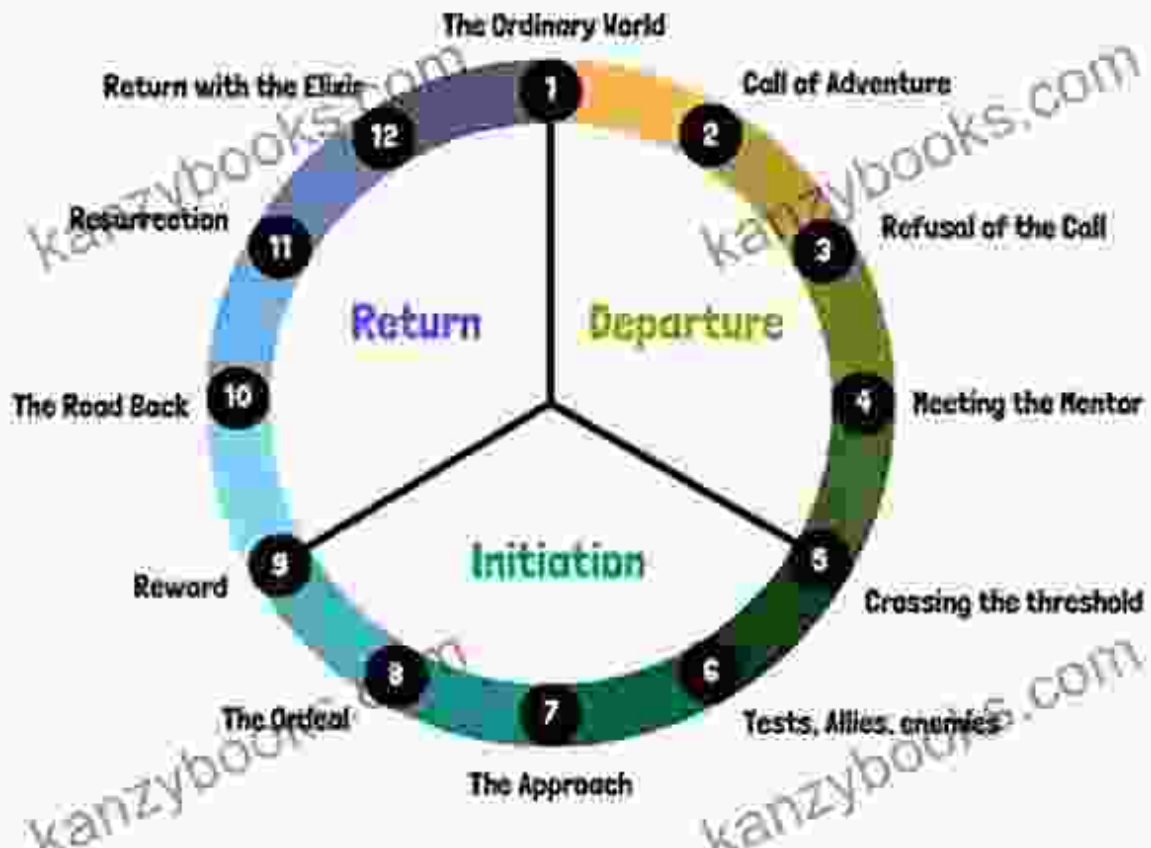 The Ordinary World
1
Call of Adventure
2
Refusal of the Call
3
Meeting the Mentor
4
Crossing the threshold
5
Tests, Allies, enemies
6
The Approach
7
The Ordeal
8
Reward
9
The Road Back
10
Resurrection
11
Return with the Elixir
12
Return
Departure
Initiation
kanzybooks.com
kanzybooks.com
kanzybooks.com
kanzybooks.com